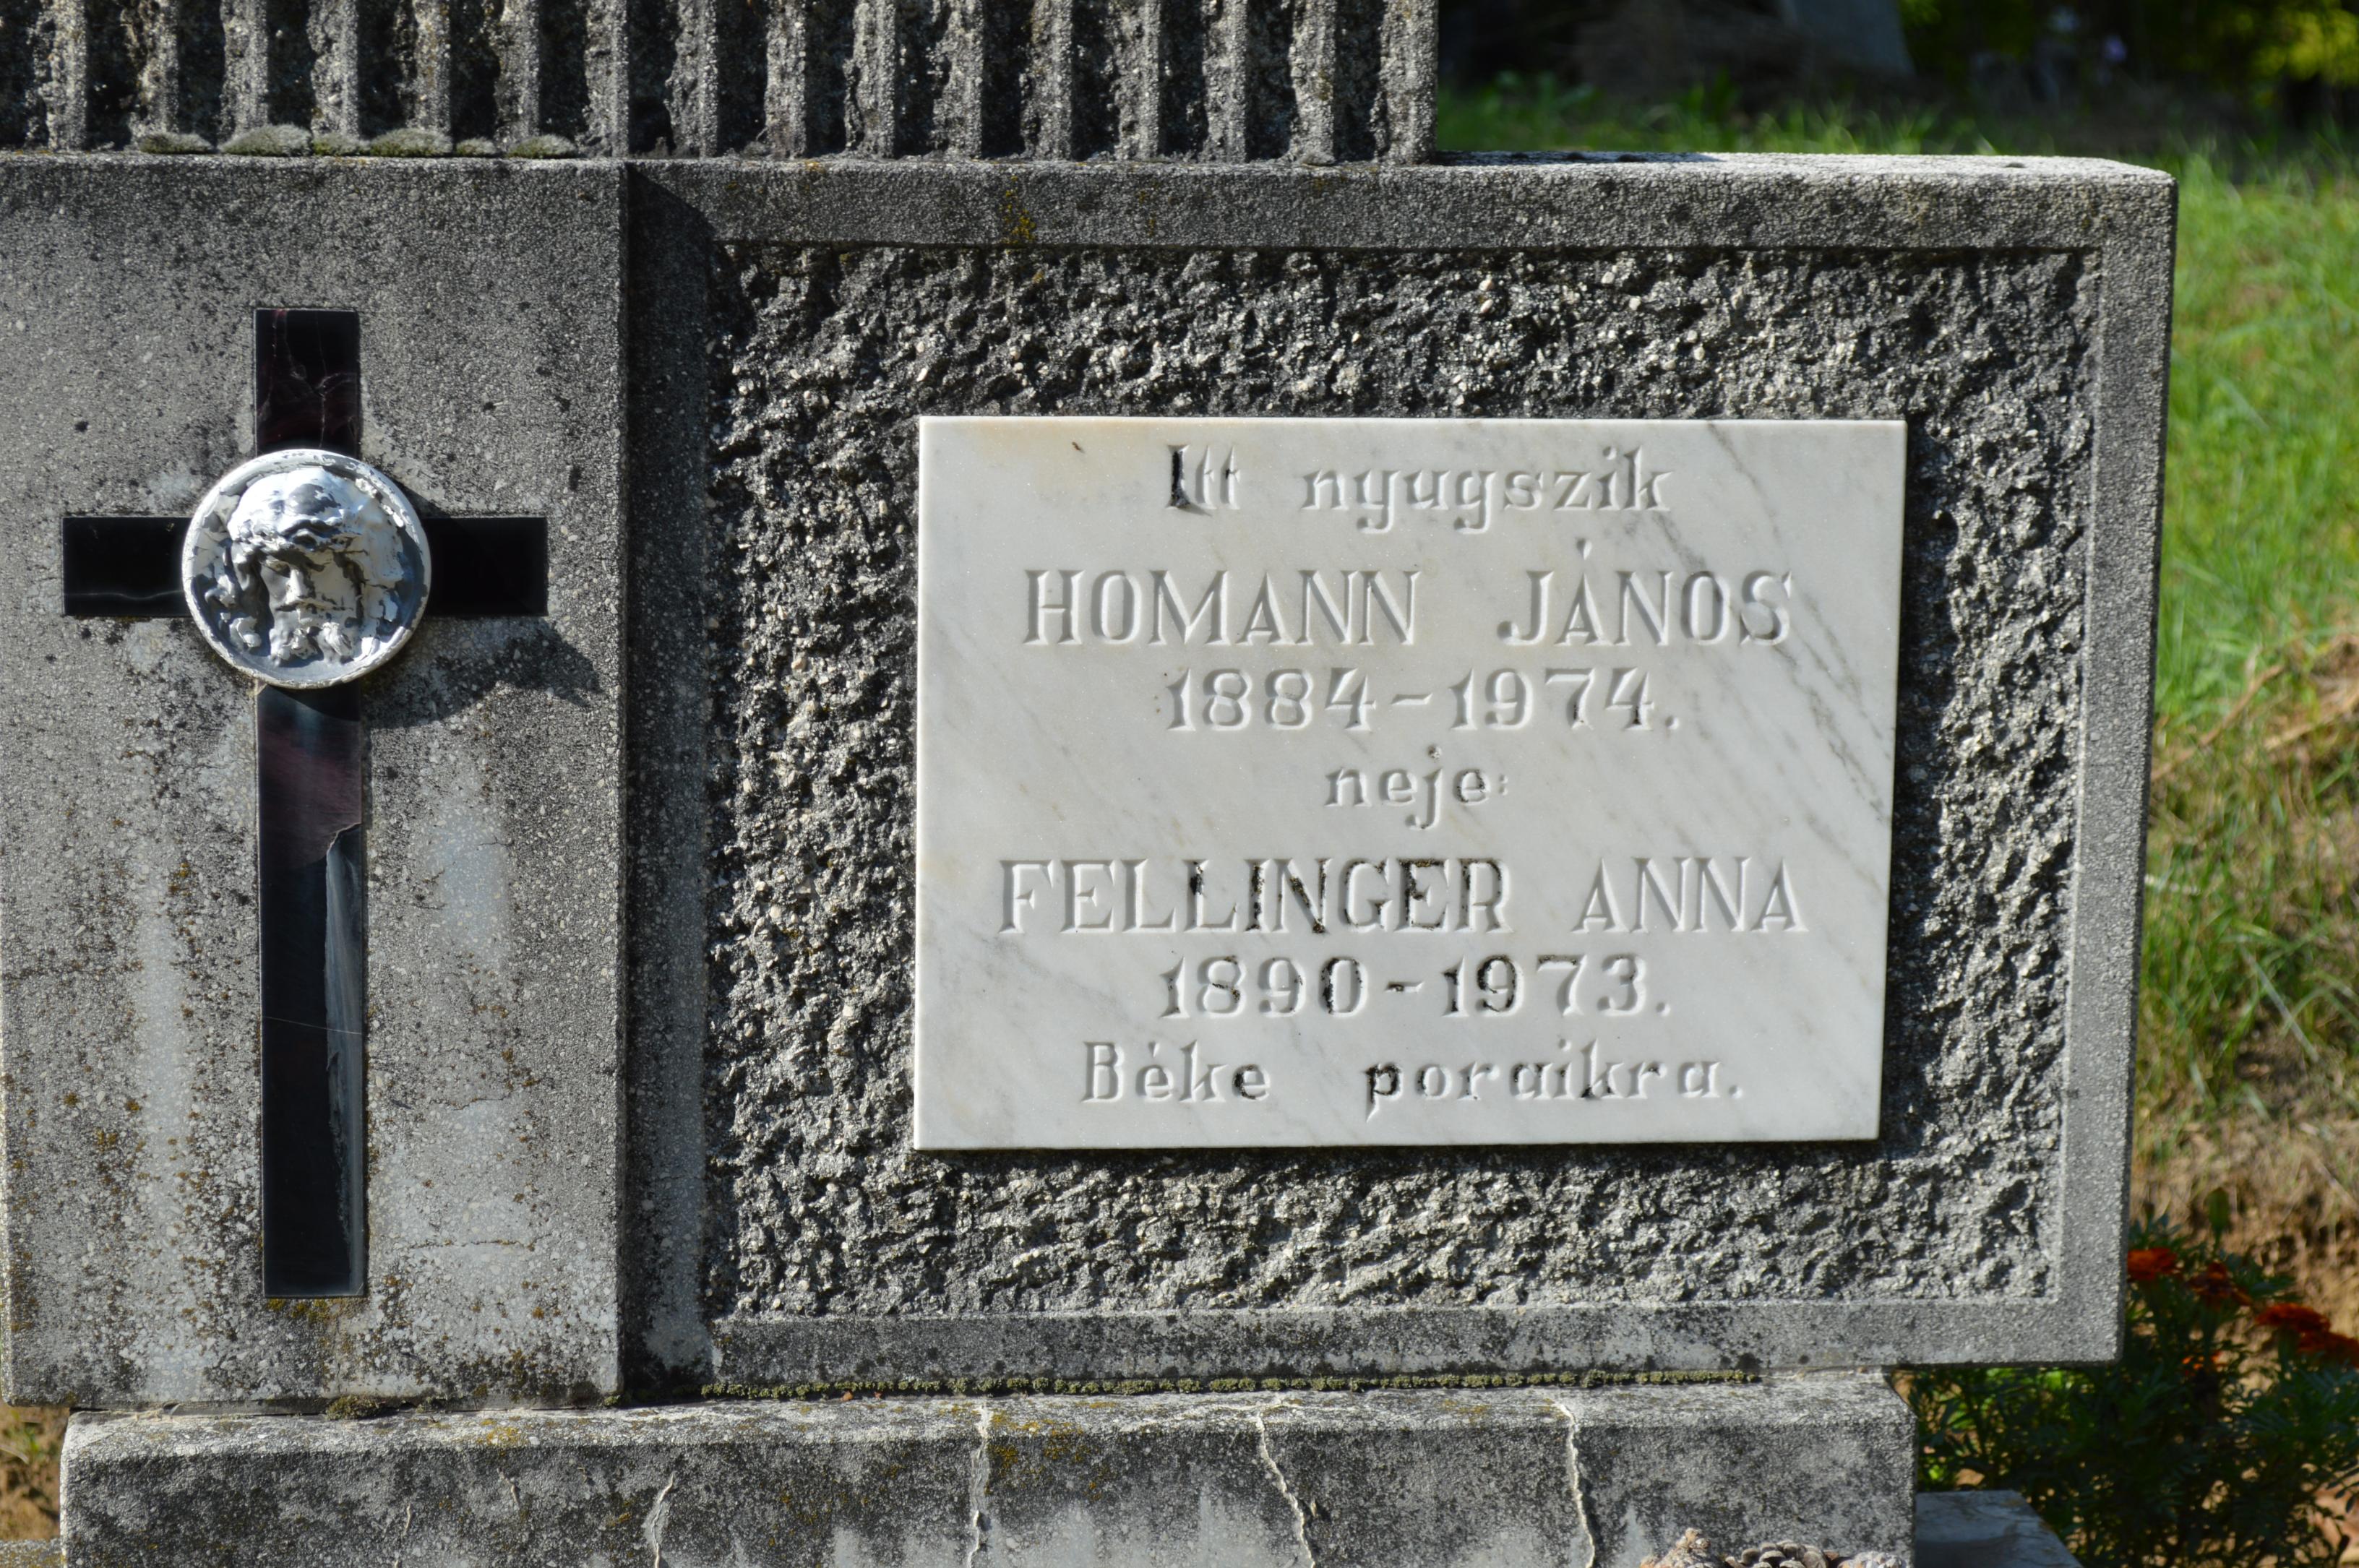 Itt nyugszik
HOMANN JÁNOS
1884-1974.
neje:
FELLINGER ANNA
1890-1973.
Béke poraikra.